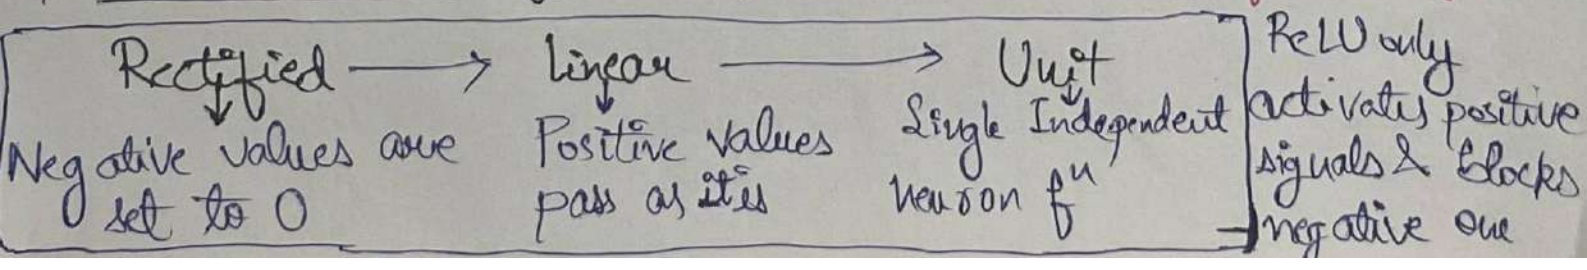 Rectified → Linear → Unit
Negative values are
set to 0
Positive values
pass as it is
Single Independent
neuron fⁿ
ReLU only
activates positive
signals & blocks
negative one